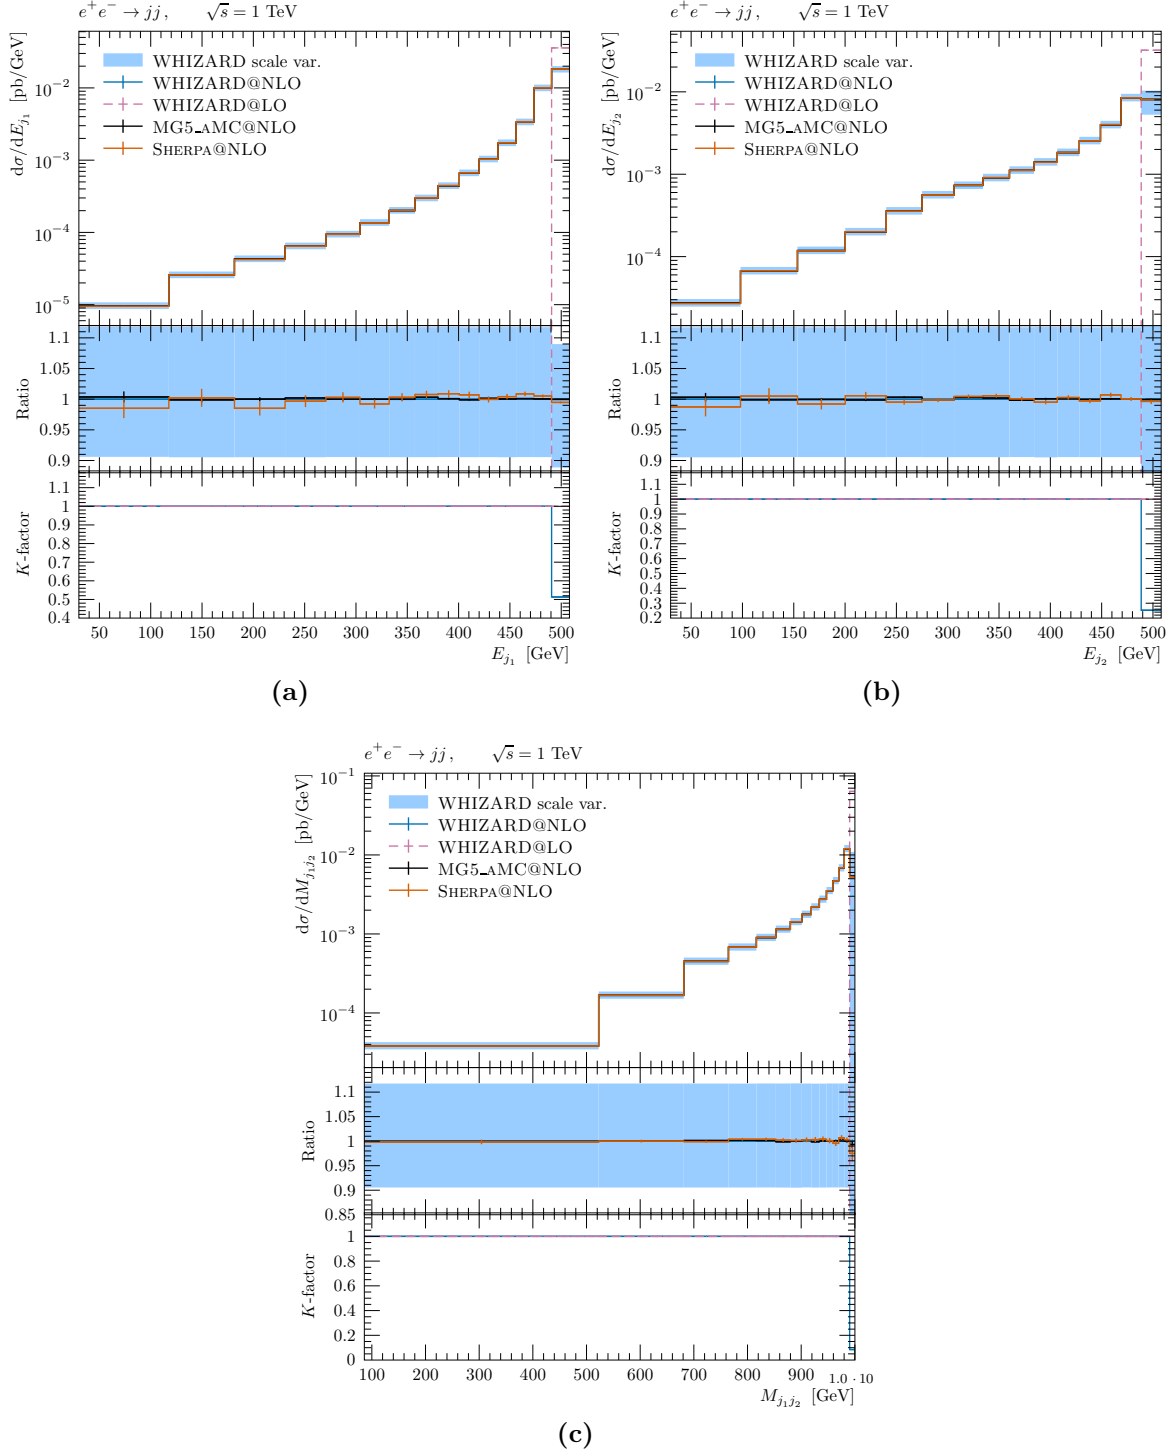 e⁺e⁻ → jj, √s = 1 TeV
dσ/dE_{j₁} [pb/GeV]
WHIZARD scale var.
WHIZARD@NLO
WHIZARD@LO
MG5_AMC@NLO
SHERPA@NLO
10⁻²
10⁻³
10⁻⁴
10⁻⁵
Ratio
1.1
1.05
1
0.95
0.9
K-factor
1.1
1
0.9
0.8
0.7
0.6
0.5
0.4
50 100 150 200 250 300 350 400 450 500
E_{j₁} [GeV]
(a)
e⁺e⁻ → jj, √s = 1 TeV
dσ/dE_{j₂} [pb/GeV]
WHIZARD scale var.
WHIZARD@NLO
WHIZARD@LO
MG5_AMC@NLO
SHERPA@NLO
10⁻²
10⁻³
10⁻⁴
Ratio
1.1
1.05
1
0.95
0.9
K-factor
1.1
1
0.9
0.8
0.7
0.6
0.5
0.4
0.3
0.2
50 100 150 200 250 300 350 400 450 500
E_{j₂} [GeV]
(b)
e⁺e⁻ → jj, √s = 1 TeV
dσ/dM_{j₁j₂} [pb/GeV]
WHIZARD scale var.
WHIZARD@NLO
WHIZARD@LO
MG5_AMC@NLO
SHERPA@NLO
10⁻¹
10⁻²
10⁻³
10⁻⁴
Ratio
1.1
1.05
1
0.95
0.9
0.85
K-factor
1
0.8
0.6
0.4
0.2
0
100 200 300 400 500 600 700 800 900 1.0 · 10
M_{j₁j₂} [GeV]
(c)